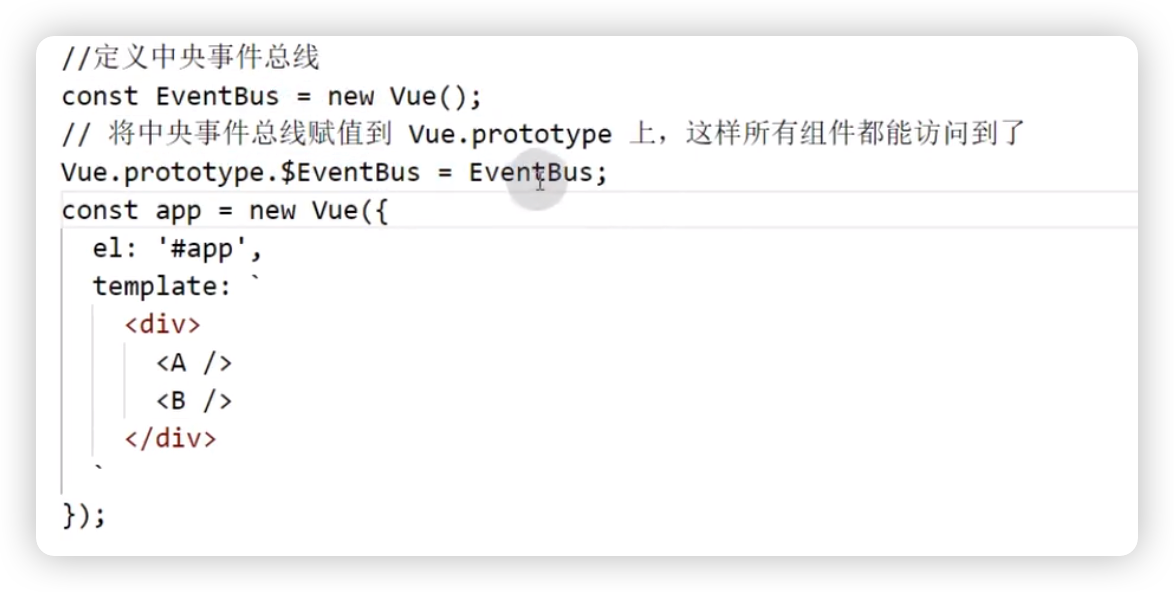 //定义中央事件总线
const EventBus = new Vue();
// 将中央事件总线赋值到 Vue.prototype 上，这样所有组件都能访问到了
Vue.prototype.$EventBus = EventBus;
const app = new Vue({
  el: '#app',
  template: `
    <div>
      <A />
      <B />
    </div>
  `
});